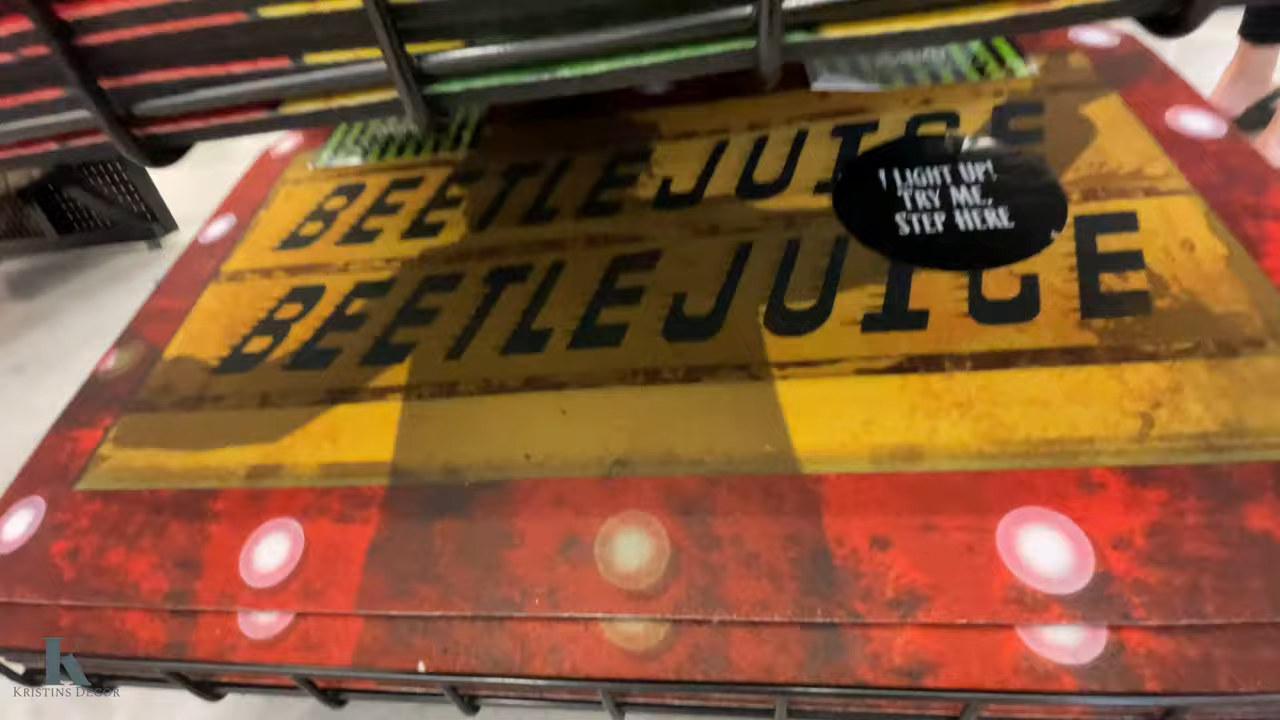 BEETLEJUICE
BEETLEJUICE
I LIGHT UP!
TRY ME,
STEP HERE
KRISTINS DECOR